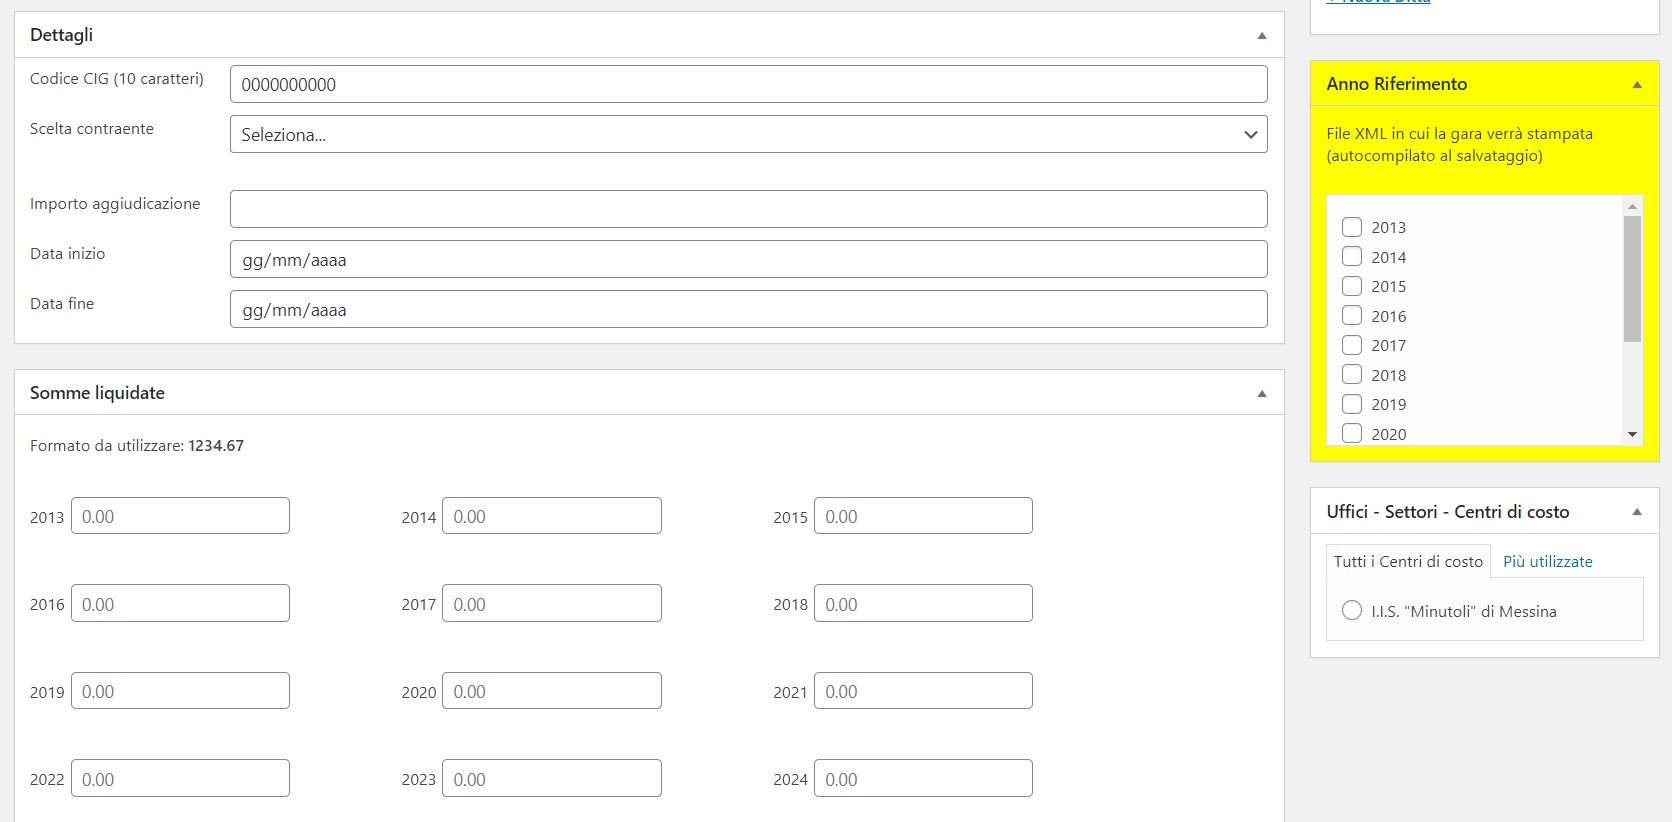 Dettagli
Codice CIG (10 caratteri)
0000000000
Scelta contraente
Seleziona...
Importo aggiudicazione
Data inizio
gg/mm/aaaa
Data fine
gg/mm/aaaa
Somme liquidate
Formato da utilizzare: 1234.67
2013 0.00 2014 0.00 2015 0.00
2016 0.00 2017 0.00 2018 0.00
2019 0.00 2020 0.00 2021 0.00
2022 0.00 2023 0.00 2024 0.00
+ Nuova Ditta
Anno Riferimento
File XML in cui la gara verrà stampata
(autocompilato al salvataggio)
2013
2014
2015
2016
2017
2018
2019
2020
Uffici - Settori - Centri di costo
Tutti i Centri di costo
Più utilizzate
I.I.S. "Minutoli" di Messina